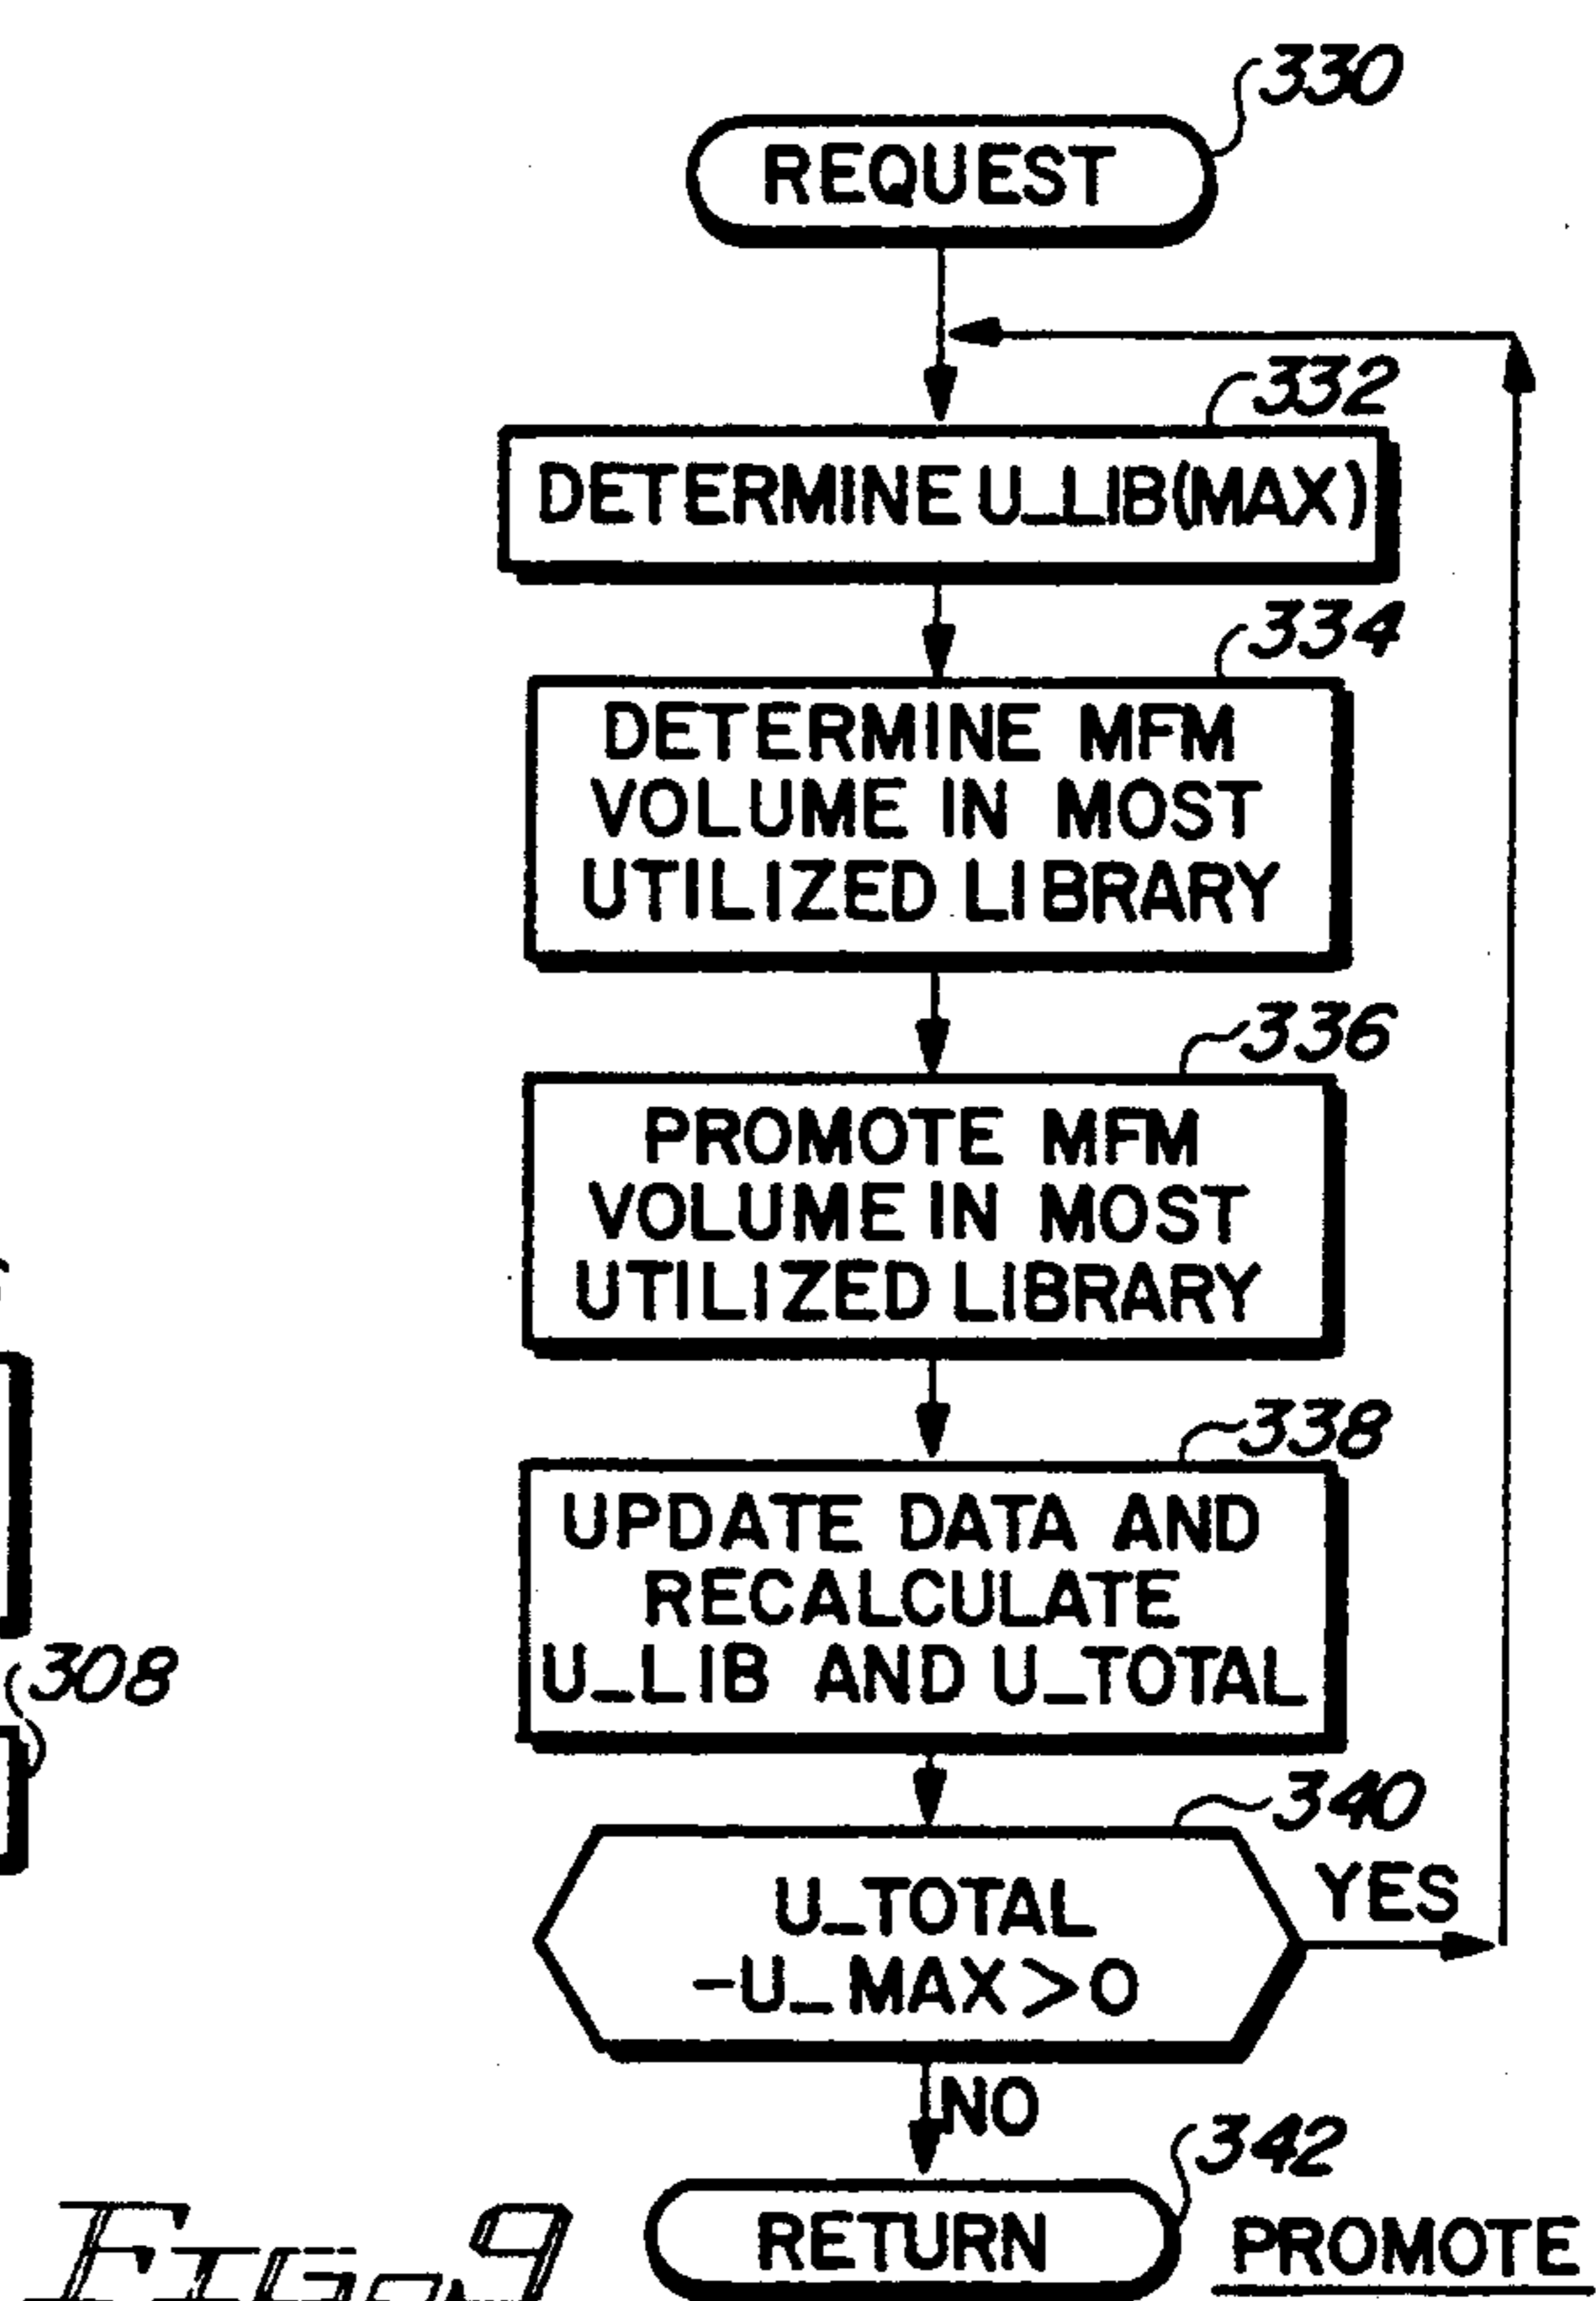 330
REQUEST
332
DETERMINE U_LIB(MAX)
334
DETERMINE MFM
VOLUME IN MOST
UTILIZED LIBRARY
336
PROMOTE MFM
VOLUME IN MOST
UTILIZED LIBRARY
338
UPDATE DATA AND
RECALCULATE
U_LIB AND U_TOTAL
308
340
U_TOTAL
-U_MAX>0
YES
NO
342
RETURN
PROMOTE
FIG. 9